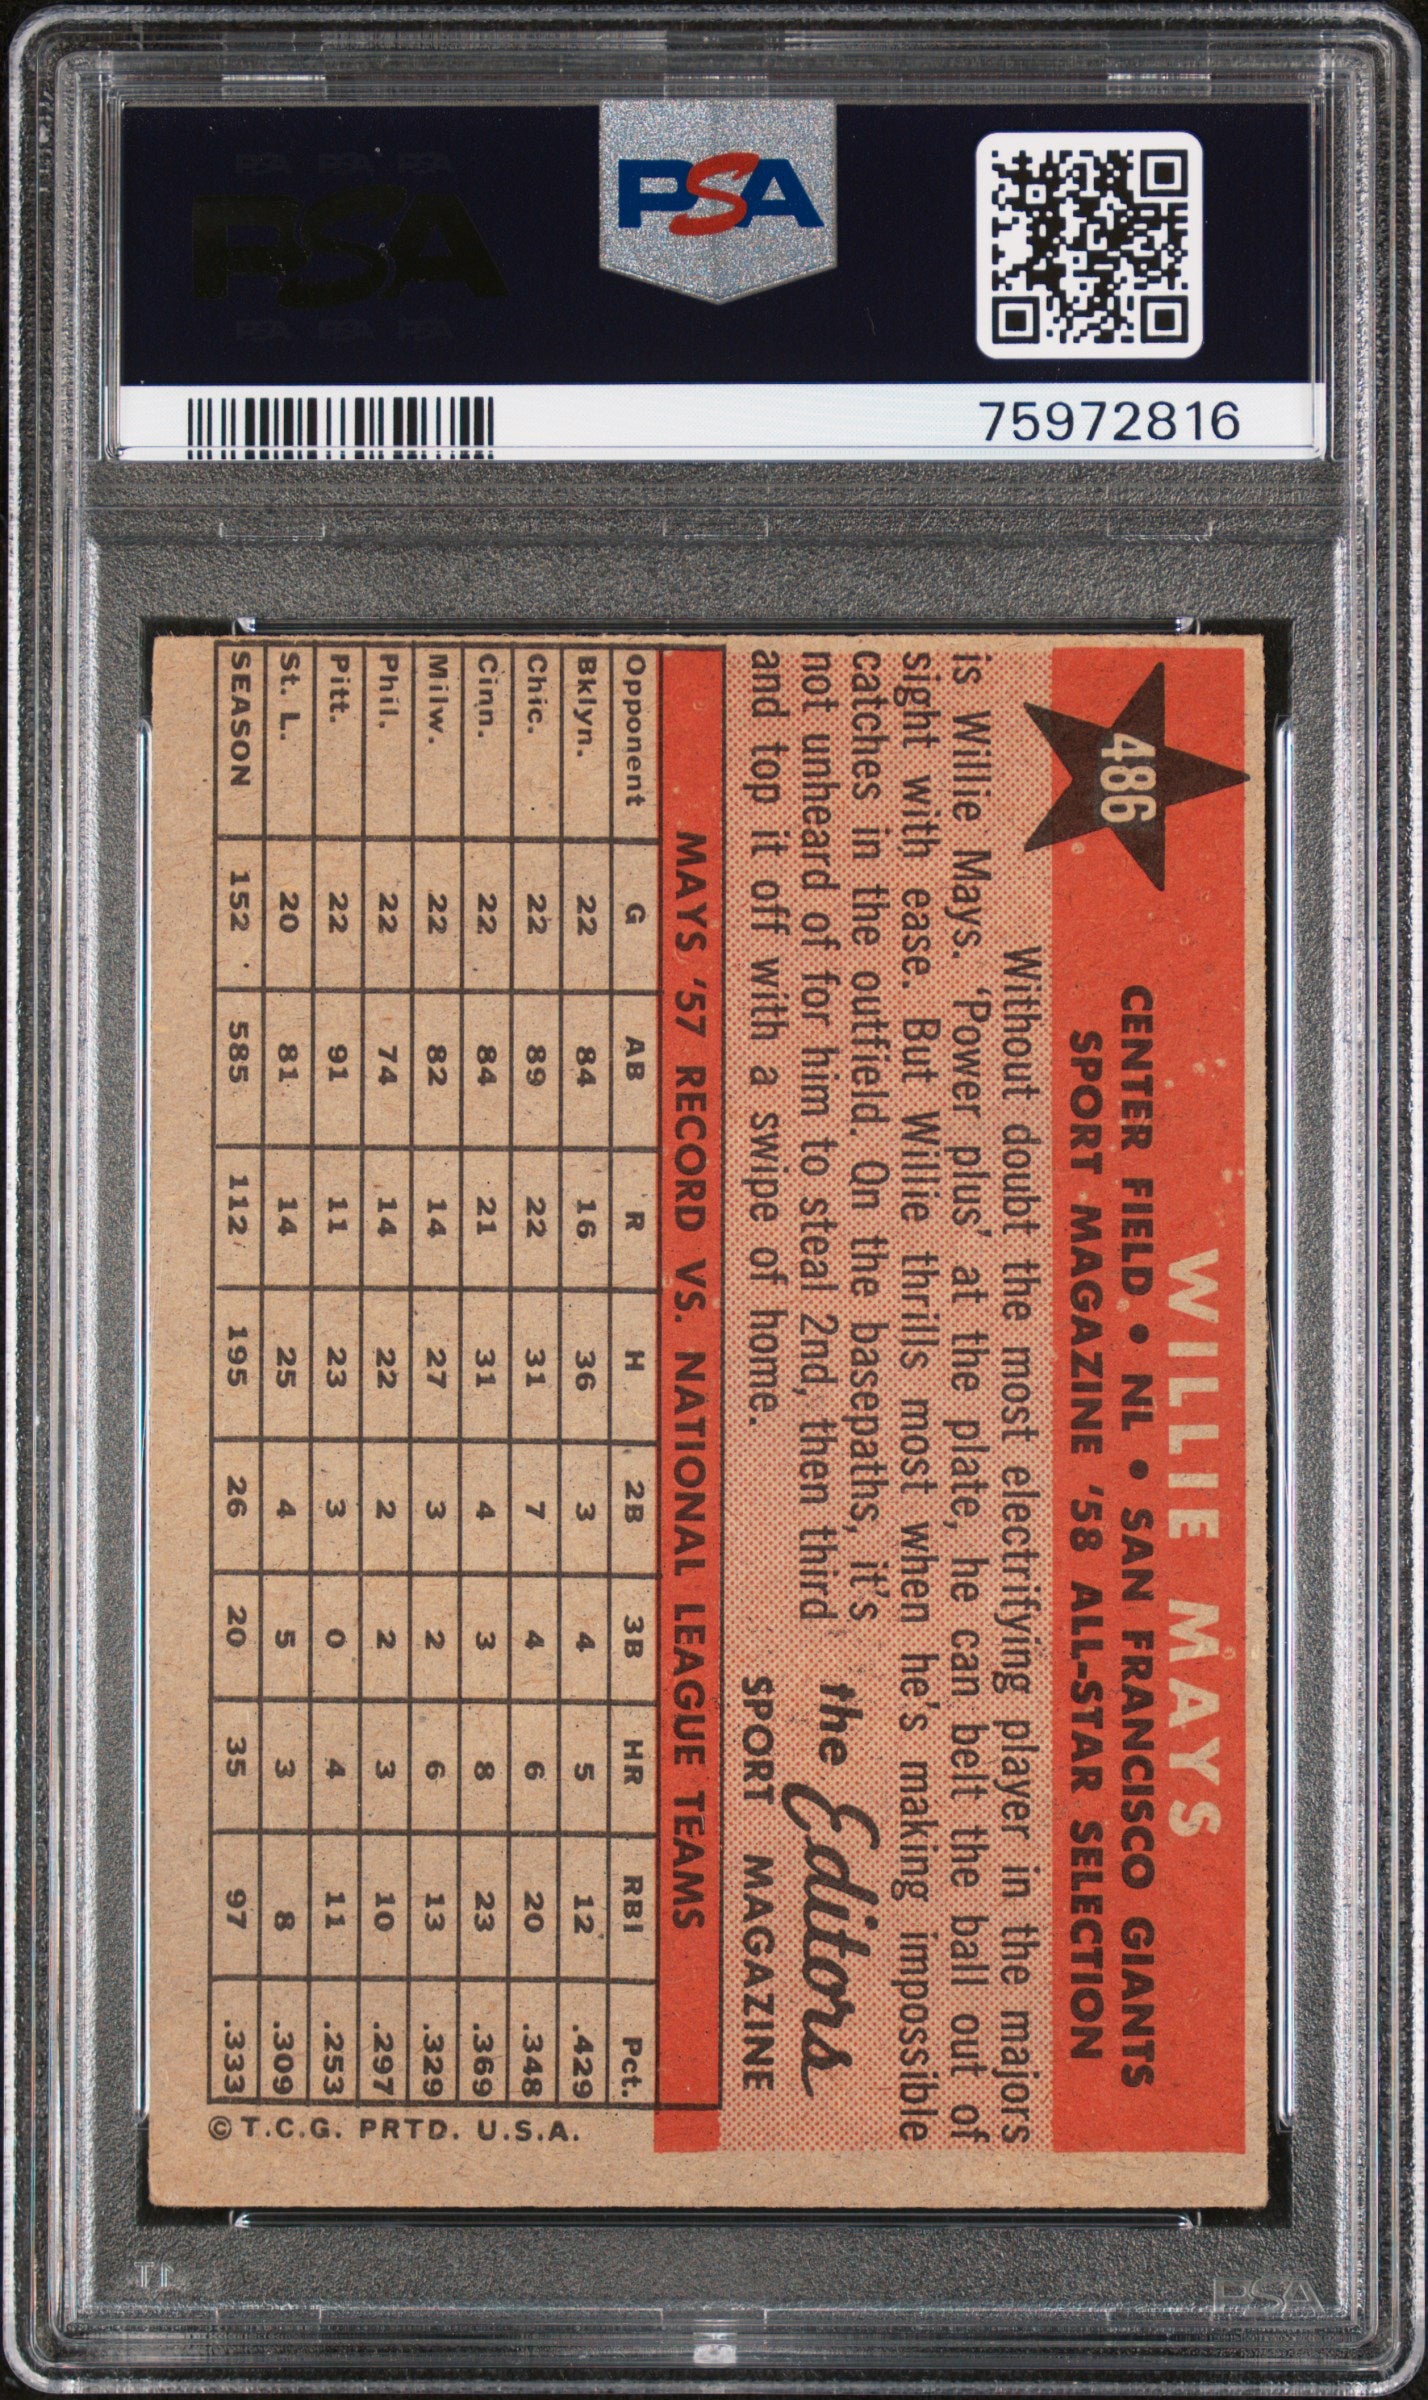 PSA PSA PSA
PSA
PSA PSA PSA
PSA
75972816
486
WILLIE MAYS
CENTER FIELD • NL • SAN FRANCISCO GIANTS
SPORT MAGAZINE '58 ALL-STAR SELECTION
Without doubt the most electrifying player in the majors
is Willie Mays. 'Power plus' at the plate, he can belt the ball out of
sight with ease. But Willie thrills most when he's making impossible
catches in the outfield. On the basepaths, it's
not unheard of for him to steal 2nd, then third
and top it off with a swipe of home.
the Editors
SPORT MAGAZINE
MAYS '57 RECORD VS. NATIONAL LEAGUE TEAMS
Opponent G AB R H 2B 3B HR RBI Pct.
Bklyn. 22 84 16 36 3 4 5 12 .429
Chic. 22 89 22 31 7 4 6 20 .348
Cinn. 22 84 21 31 4 3 8 23 .369
Milw. 22 82 14 27 3 2 6 13 .329
Phil. 22 74 14 22 2 2 3 10 .297
Pitt. 22 91 11 23 3 0 4 11 .253
St. L. 20 81 14 25 4 5 3 8 .309
SEASON 152 585 112 195 26 20 35 97 .333
©T.C.G. PRTD. U.S.A.
PSA